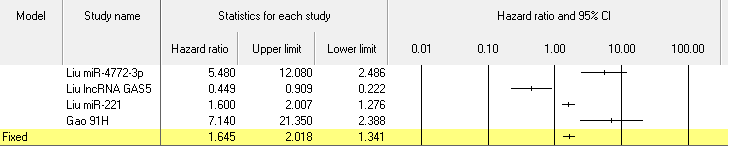 Model Study name Statistics for each study Hazard ratio and 95% CI
Hazard ratio Upper limit Lower limit 0.01 0.10 1.00 10.00 100.00
Liu miR-4772-3p 5.480 12.080 2.486
Liu lncRNA GAS5 0.449 0.909 0.222
Liu miR-221 1.600 2.007 1.276
Gao 91H 7.140 21.350 2.388
Fixed 1.645 2.018 1.341